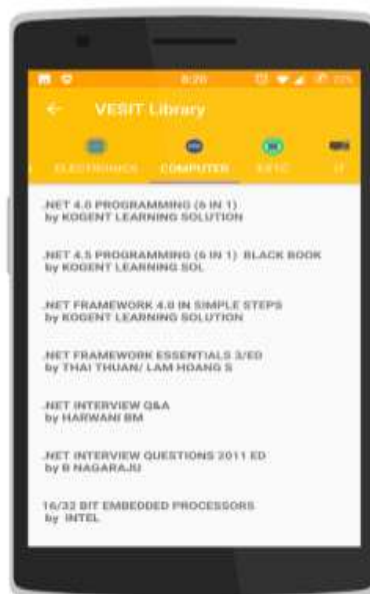 8:20
VESIT Library
ELECTRONICS COMPUTER EXTC IT
.NET 4.0 PROGRAMMING (6 IN 1)
by KOGENT LEARNING SOLUTION
.NET 4.5 PROGRAMMING (6 IN 1) BLACK BOOK
by KOGENT LEARNING SOL
.NET FRAMEWORK 4.0 IN SIMPLE STEPS
by KOGENT LEARNING SOLUTION
.NET FRAMEWORK ESSENTIALS 3/ED
by THAI THUAN/ LAM HOANG S
.NET INTERVIEW Q&A
by HARWANI BM
.NET INTERVIEW QUESTIONS 2011 ED
by B NAGARAJU
16/32 BIT EMBEDDED PROCESSORS
by INTEL